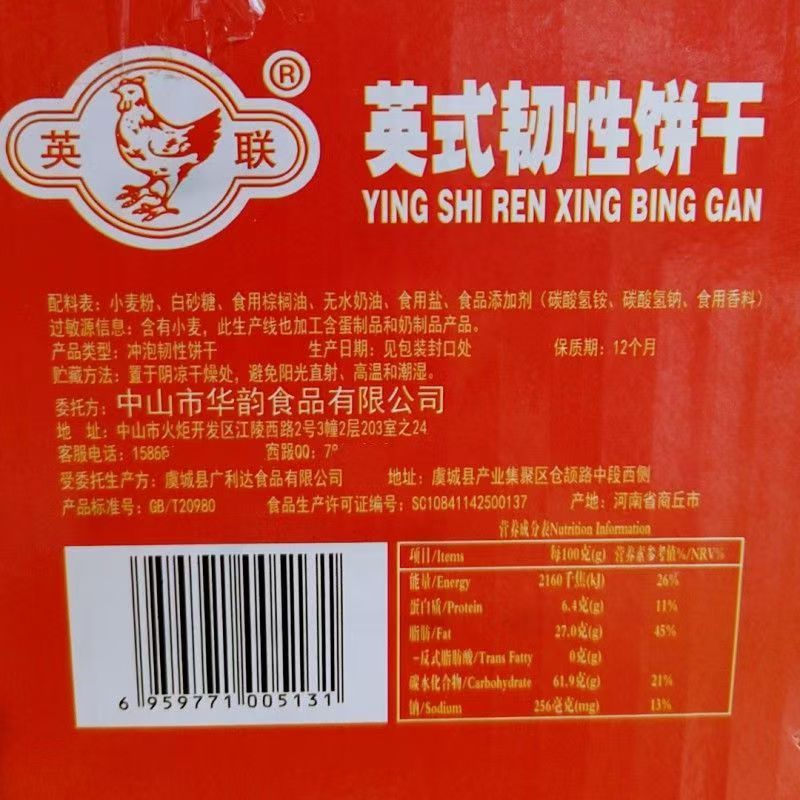 英 联 ®
英式韧性饼干
YING SHI REN XING BING GAN
配料表：小麦粉、白砂糖、食用棕榈油、无水奶油、食用盐、食品添加剂（碳酸氢铵、碳酸氢钠、食用香料）
过敏源信息：含有小麦，此生产线也加工含蛋制品和奶制品产品。
产品类型：冲泡韧性饼干 生产日期：见包装封口处 保质期：12个月
贮藏方法：置于阴凉干燥处，避免阳光直射、高温和潮湿。
委托方：中山市华韵食品有限公司
地 址：中山市火炬开发区江陵西路2号3幢2层203室之24
客服电话：15866 QQ：7
受委托生产方：虞城县广利达食品有限公司 地址：虞城县产业集聚区仓颉路中段西侧
产品标准号：GB/T20980 食品生产许可证编号：SC10841142500137 产地：河南省商丘市
营养成分表Nutrition Information
项目/Items 每100克(g) 营养素参考值%/NRV%
能量/Energy 2160千焦(kJ) 26%
蛋白质/Protein 6.4克(g) 11%
脂肪/Fat 27.0克(g) 45%
-反式脂肪酸/Trans Fatty 0克(g)
碳水化合物/Carbohydrate 61.9克(g) 21%
钠/Sodium 256毫克(mg) 13%
6 959771 005131